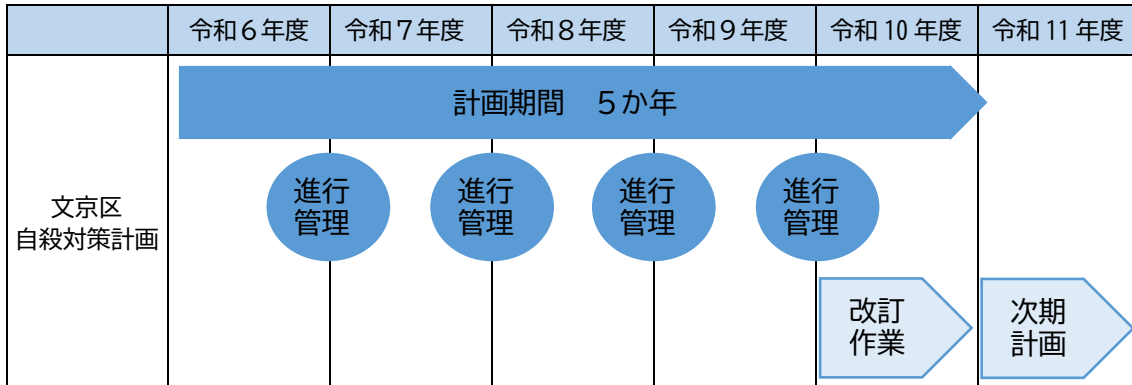 令和６年度 令和７年度 令和８年度 令和９年度 令和 10 年度 令和 11 年度
計画期間　５か年
文京区
自殺対策計画
進行
管理
進行
管理
進行
管理
進行
管理
改訂
作業
次期
計画